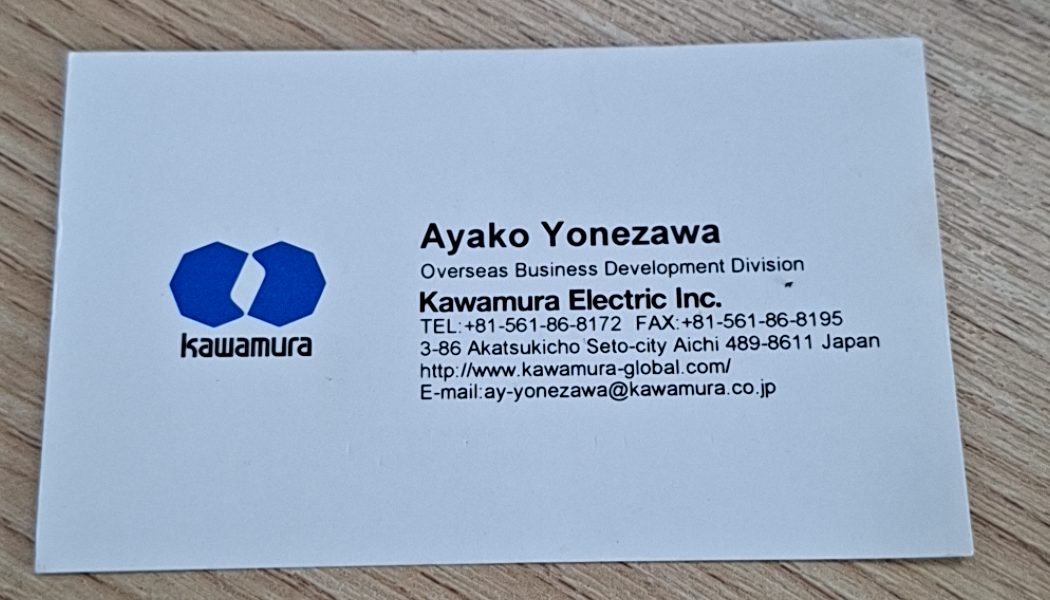 Ayako Yonezawa
Overseas Business Development Division
Kawamura Electric Inc.
TEL:+81-561-86-8172 FAX:+81-561-86-8195
3-86 Akatsukicho Seto-city Aichi 489-8611 Japan
http://www.kawamura-global.com/
E-mail:ay-yonezawa@kawamura.co.jp
kawamura